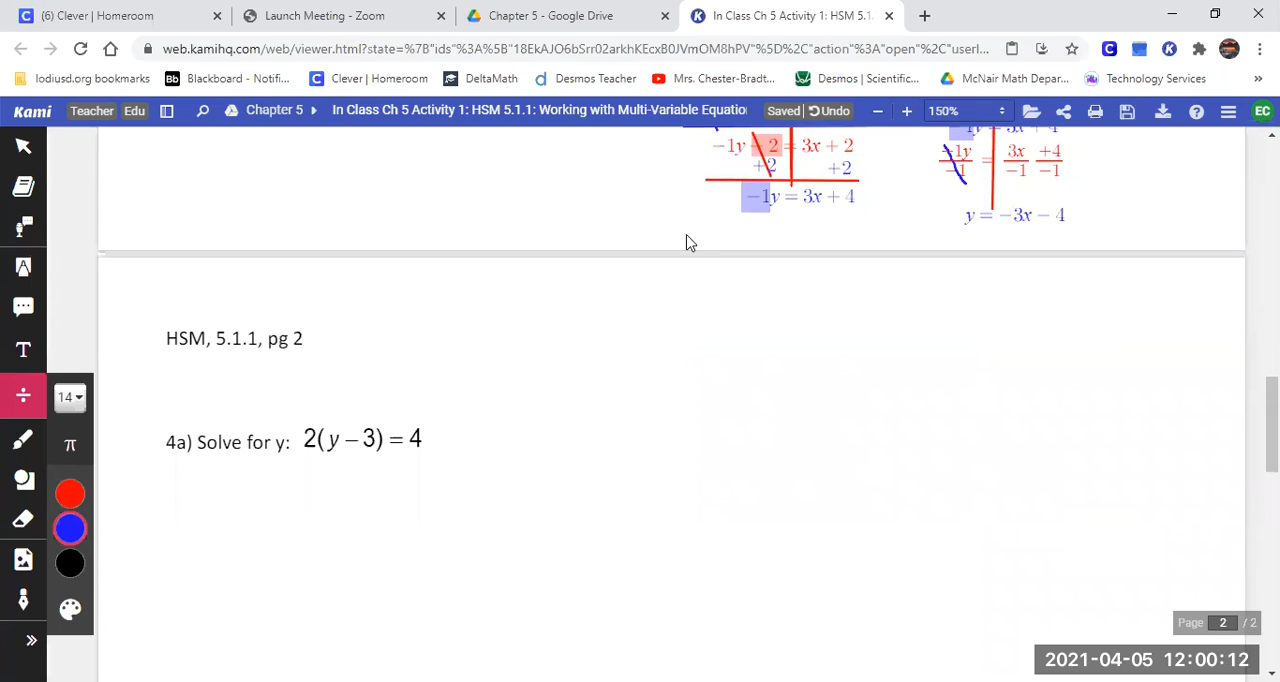 (6) Clever | Homeroom
Launch Meeting - Zoom
Chapter 5 - Google Drive
In Class Ch 5 Activity 1: HSM 5.1.
web.kamihq.com/web/viewer.html?state=%7B"ids"%3A%5B"18EkAJO6bSrr02arkhKEcxB0JVmOM8hPV"%5D%2C"action"%3A"open"%2C"userI...
lodiusd.org bookmarks
Blackboard - Notifi...
Clever | Homeroom
DeltaMath
Desmos Teacher
Mrs. Chester-Bradt...
Desmos | Scientific...
McNair Math Depar...
Technology Services
»
Kami Teacher Edu
Chapter 5
In Class Ch 5 Activity 1: HSM 5.1.1: Working with Multi-Variable Equatio
Saved Undo
150%
EC
−1y − 2 = 3x + 2
+2 +2
−1y = 3x + 4
−1y/−1 = 3x/−1 +4/−1
y = −3x − 4
HSM, 5.1.1, pg 2
14
π
4a) Solve for y: 2(y − 3) = 4
Page 2 / 2
2021-04-05 12:00:12